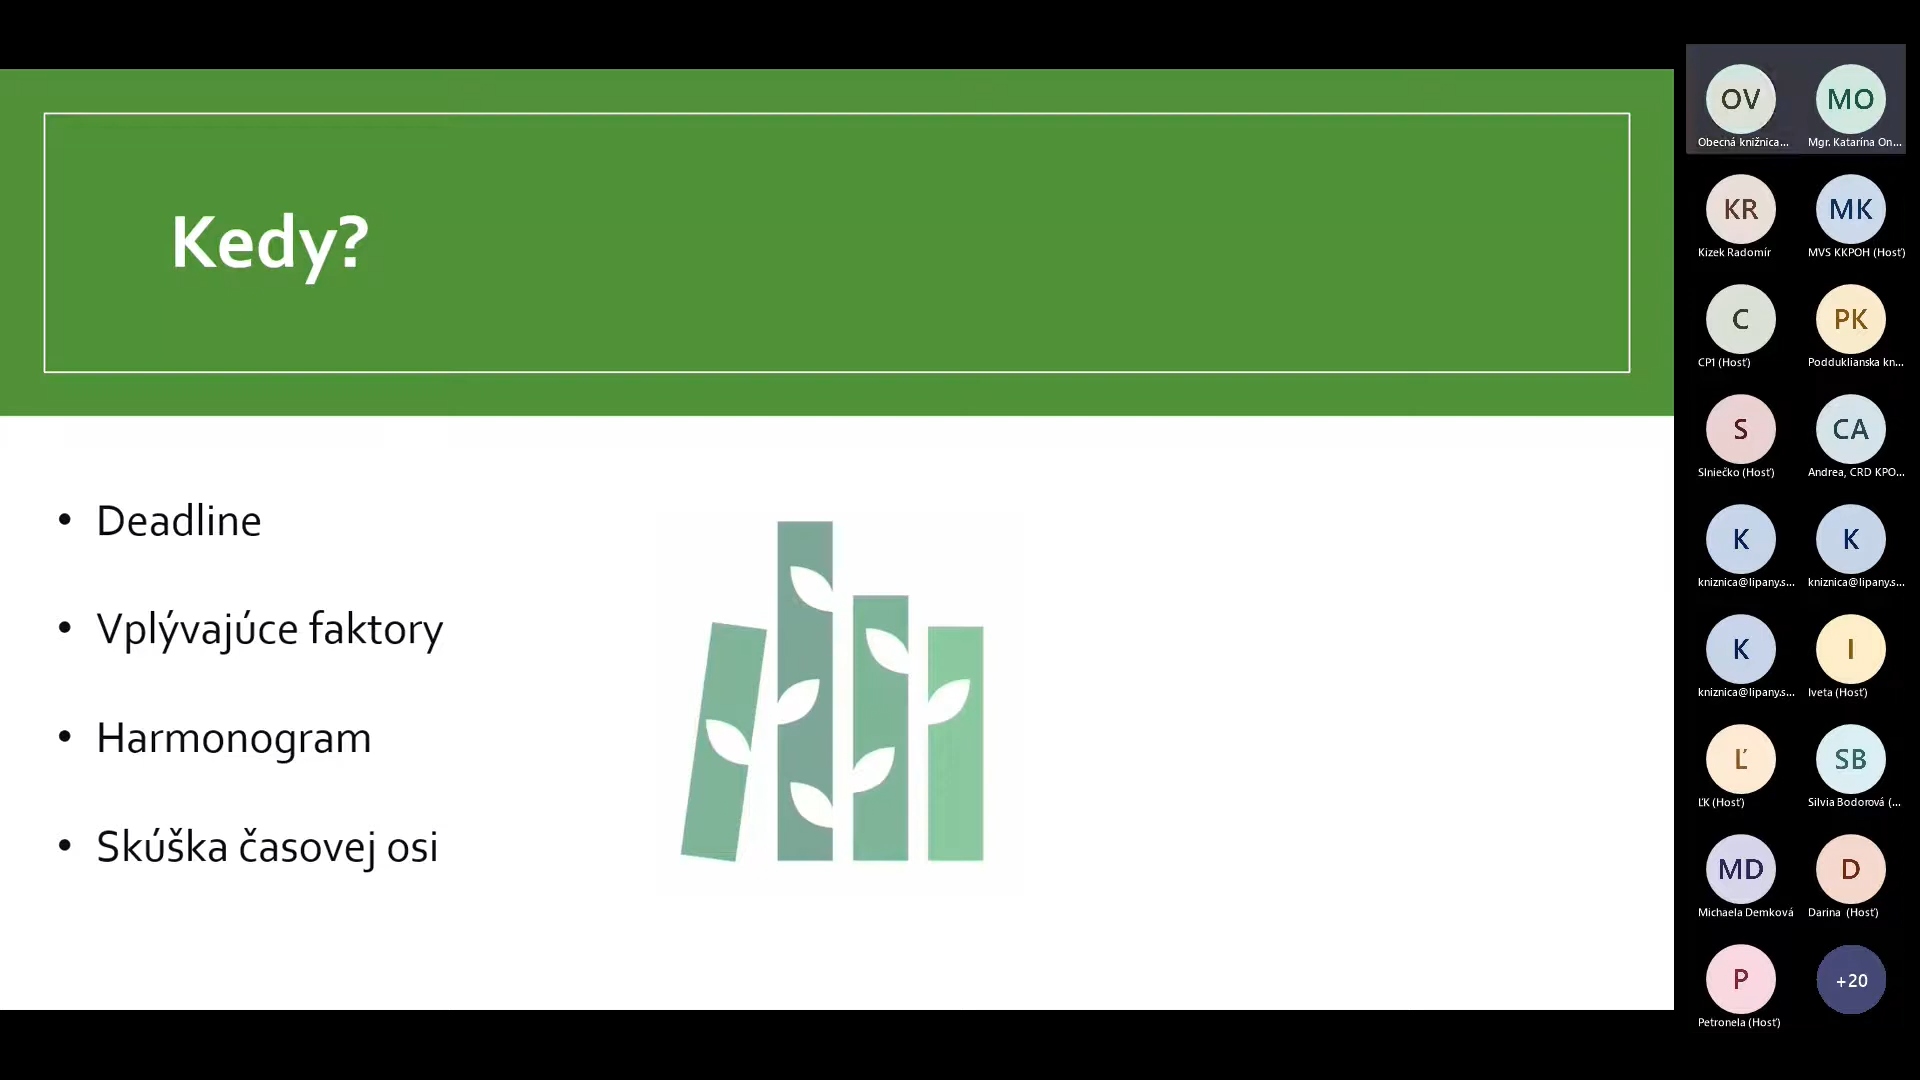 Kedy?
• Deadline
• Vplývajúce faktory
• Harmonogram
• Skúška časovej osi
OV
MO
Obecná knižnica...
Mgr. Katarína On...
KR
MK
Kizek Radomír
MVS KKPOH (Hosť)
C
PK
CP1 (Hosť)
Podduklianska kn...
S
CA
Slniečko (Hosť)
Andrea, CRD KPO...
K
K
kniznica@lipany.s...
kniznica@lipany.s...
K
I
kniznica@lipany.s...
Iveta (Hosť)
Ľ
SB
ĽK (Hosť)
Silvia Bodorová (...
MD
D
Michaela Demková
Darina (Hosť)
P
+20
Petronela (Hosť)